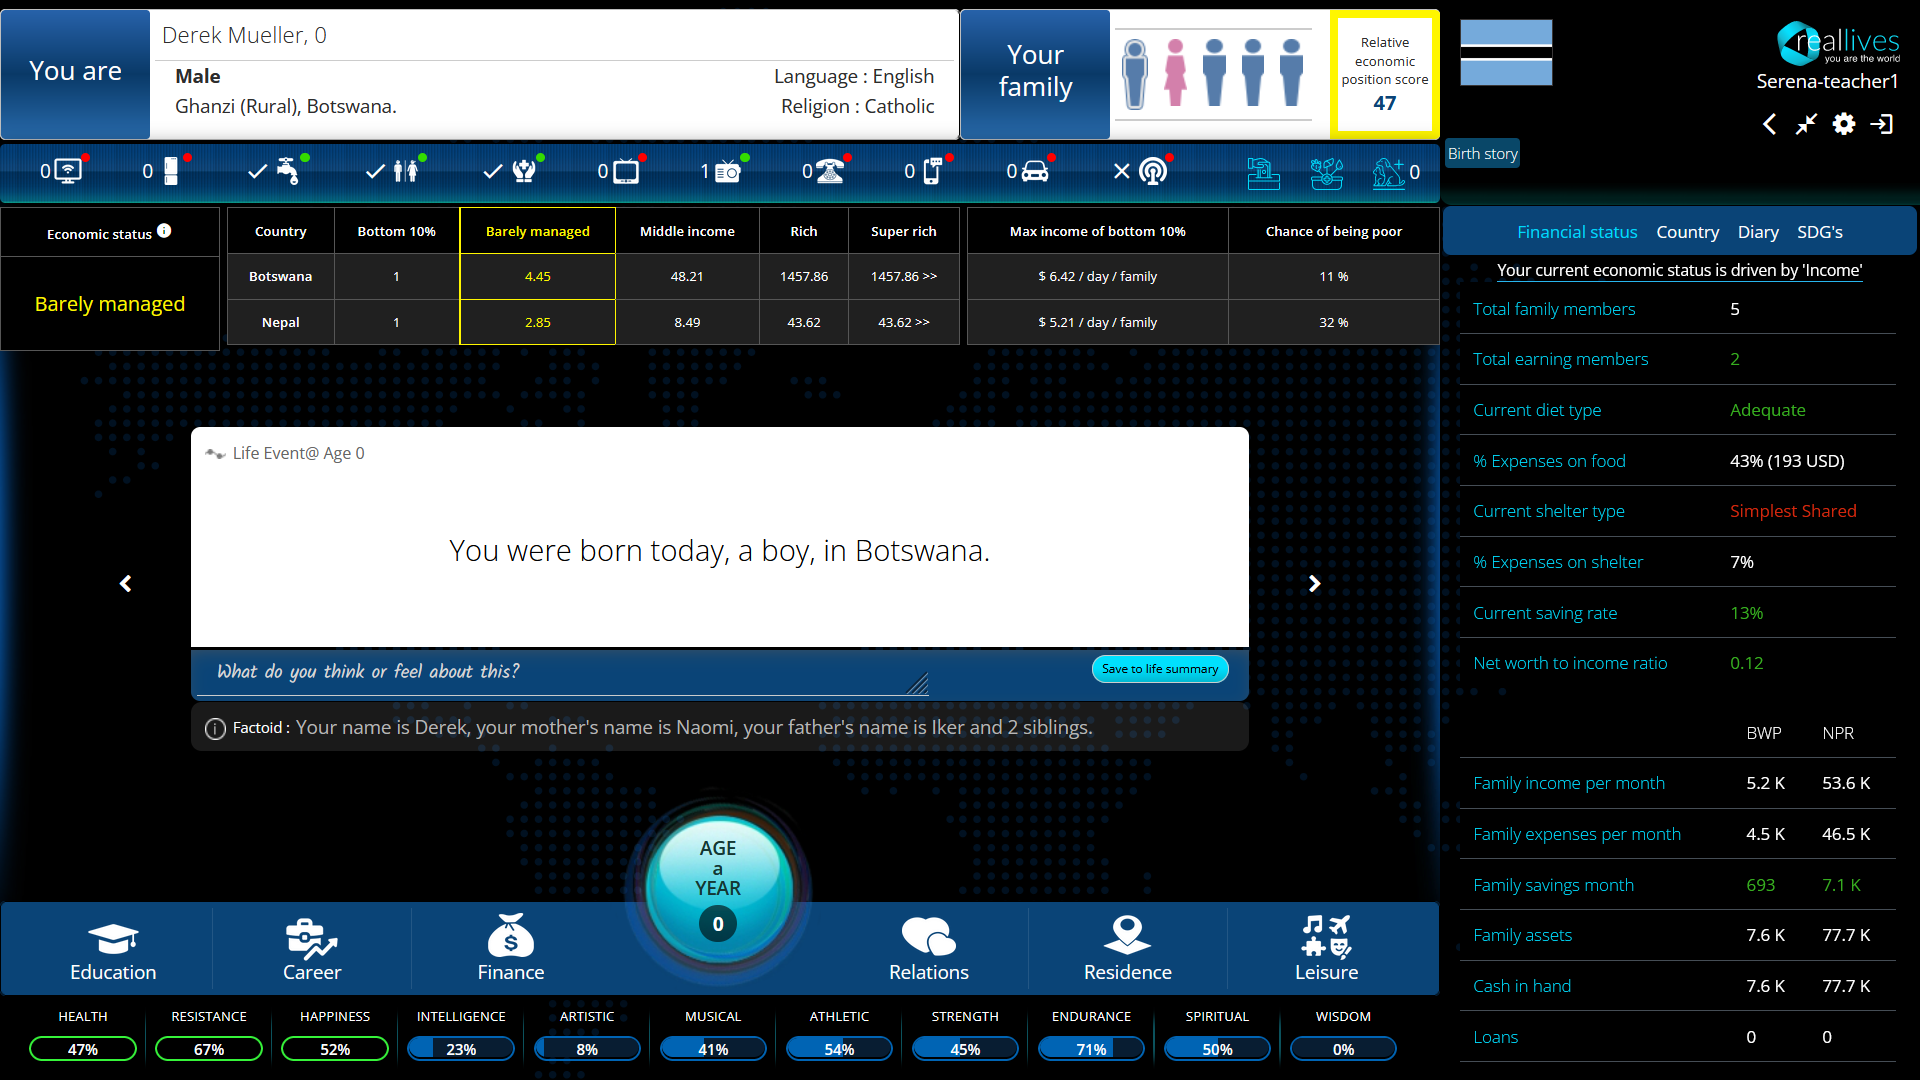 You are
Derek Mueller, 0
Male
Language : English
Ghanzi (Rural), Botswana.
Religion : Catholic
Your
family
Relative
economic
position score
47
reallives
you are the world
Serena-teacher1
Birth story
0
0
0
1
0
0
0
0
Economic status
Barely managed
Country Bottom 10% Barely managed Middle income Rich Super rich
Botswana 1 4.45 48.21 1457.86 1457.86 >>
Nepal 1 2.85 8.49 43.62 43.62 >>
Max income of bottom 10% Chance of being poor
$ 6.42 / day / family 11 %
$ 5.21 / day / family 32 %
Financial status Country Diary SDG's
Your current economic status is driven by 'Income'
Total family members 5
Total earning members 2
Current diet type Adequate
% Expenses on food 43% (193 USD)
Current shelter type Simplest Shared
% Expenses on shelter 7%
Current saving rate 13%
Net worth to income ratio 0.12
BWP NPR
Family income per month 5.2 K 53.6 K
Family expenses per month 4.5 K 46.5 K
Family savings month 693 7.1 K
Family assets 7.6 K 77.7 K
Cash in hand 7.6 K 77.7 K
Loans 0 0
Life Event@ Age 0
You were born today, a boy, in Botswana.
What do you think or feel about this?
Save to life summary
Factoid : Your name is Derek, your mother's name is Naomi, your father's name is Iker and 2 siblings.
AGE
a
YEAR
0
Education
Career
Finance
Relations
Residence
Leisure
HEALTH RESISTANCE HAPPINESS INTELLIGENCE ARTISTIC MUSICAL ATHLETIC STRENGTH ENDURANCE SPIRITUAL WISDOM
47% 67% 52% 23% 8% 41% 54% 45% 71% 50% 0%